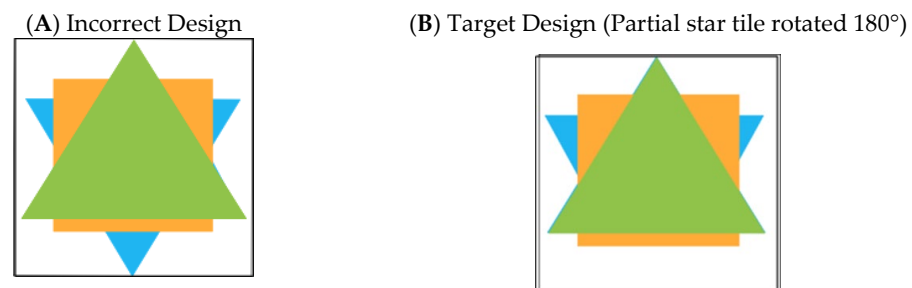 (A) Incorrect Design
(B) Target Design (Partial star tile rotated 180°)